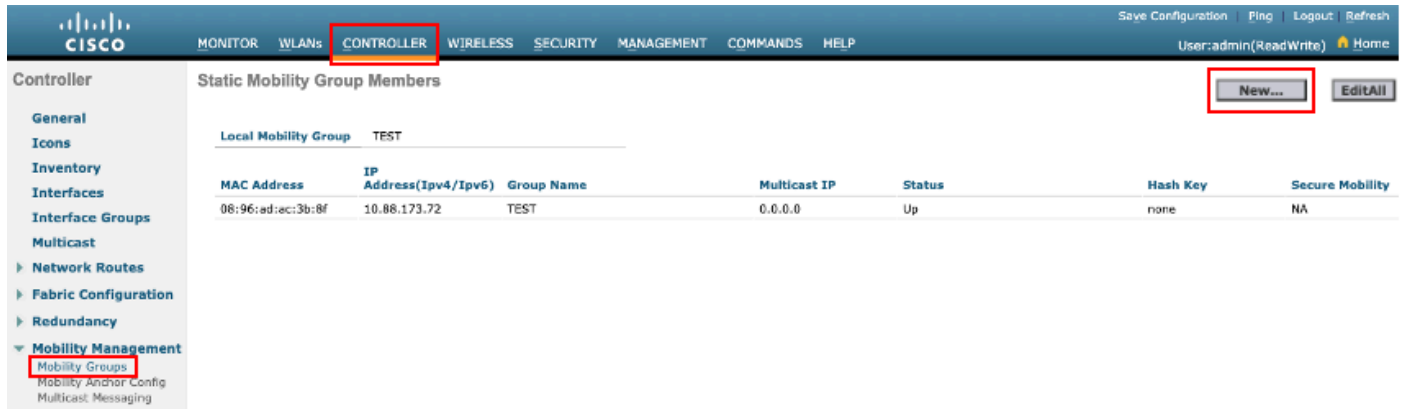 Save Configuration | Ping | Logout | Refresh
CISCO MONITOR WLANs CONTROLLER WIRELESS SECURITY MANAGEMENT COMMANDS HELP User:admin(ReadWrite) Home
Controller
General
Icons
Inventory
Interfaces
Interface Groups
Multicast
Network Routes
Fabric Configuration
Redundancy
Mobility Management
Mobility Groups
Mobility Anchor Config
Multicast Messaging
Static Mobility Group Members
New...
EditAll
Local Mobility Group TEST
MAC Address IP Address(Ipv4/Ipv6) Group Name Multicast IP Status Hash Key Secure Mobility
08:96:ad:ac:3b:8f 10.88.173.72 TEST 0.0.0.0 Up none NA